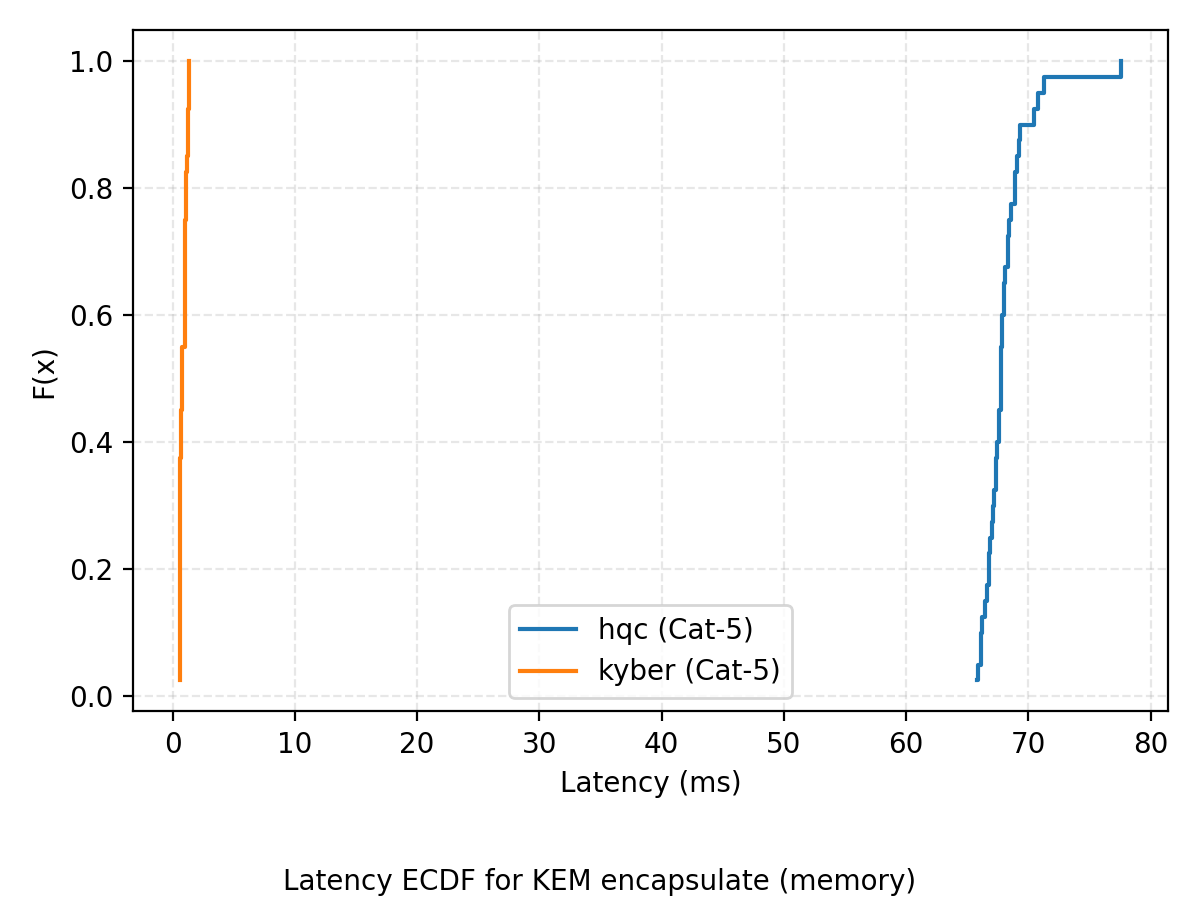 1.0
0.8
0.6
0.4
0.2
0.0
F(x)
hqc (Cat-5)
kyber (Cat-5)
0 10 20 30 40 50 60 70 80
Latency (ms)
Latency ECDF for KEM encapsulate (memory)